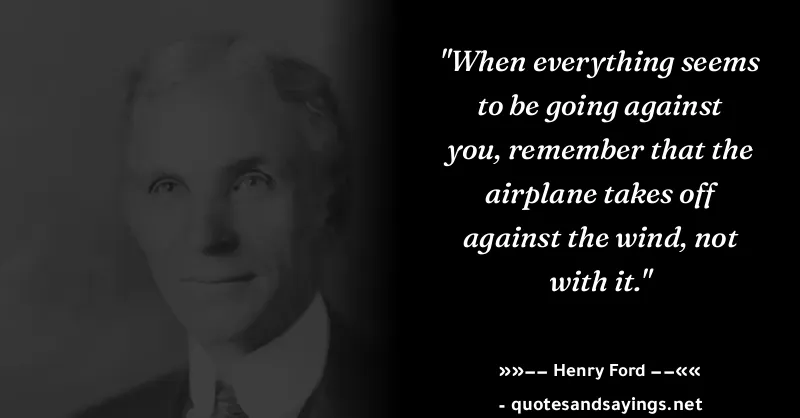 "When everything seems
to be going against
you, remember that the
airplane takes off
against the wind, not
with it."
»»−− Henry Ford −−««
- quotesandsayings.net